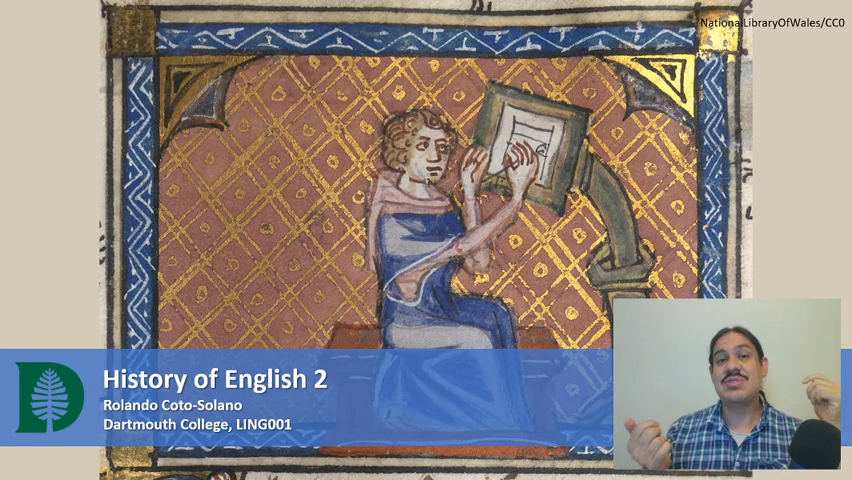 NationalLibraryOfWales/CC0
History of English 2
Rolando Coto-Solano
Dartmouth College, LING001